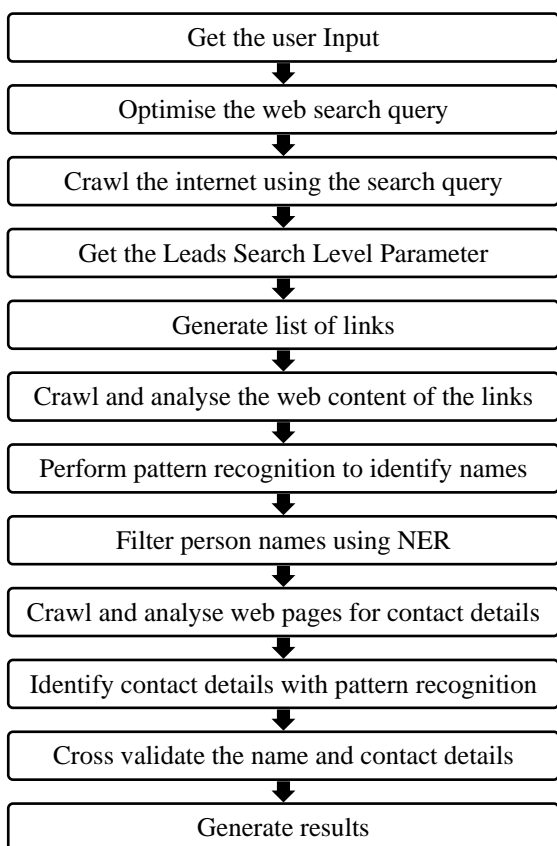 Get the user Input
Optimise the web search query
Crawl the internet using the search query
Get the Leads Search Level Parameter
Generate list of links
Crawl and analyse the web content of the links
Perform pattern recognition to identify names
Filter person names using NER
Crawl and analyse web pages for contact details
Identify contact details with pattern recognition
Cross validate the name and contact details
Generate results